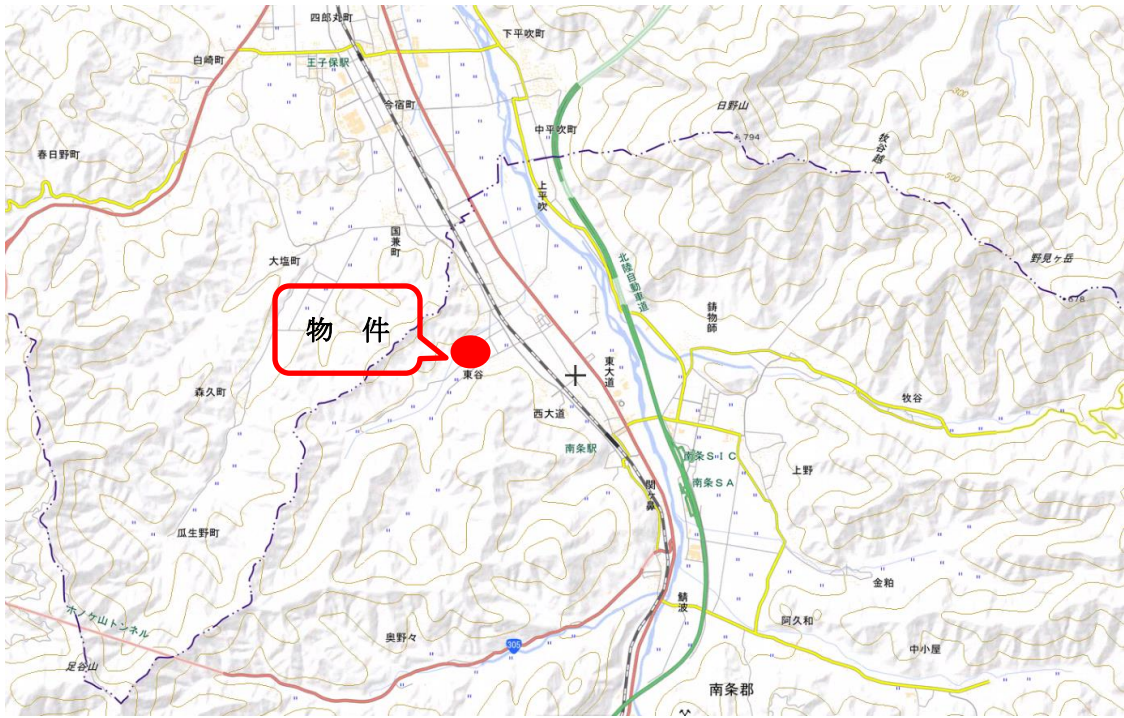 四郎丸町
下平吹町
白崎町
王子保駅
今宿町
日野山
794
中平吹町
牧谷越
春日野町
上平吹
国兼町
大塩町
北陸自動車道
野見ヶ岳
678
鋳物師
物 件
東谷
東大道
森久町
西大道
牧谷
南条駅
南条SIC
上野
南条SA
関ヶ鼻
瓜生野町
金粕
ホノケ山トンネル
鯖波
阿久和
奥野々
305
中小屋
足谷山
南条郡